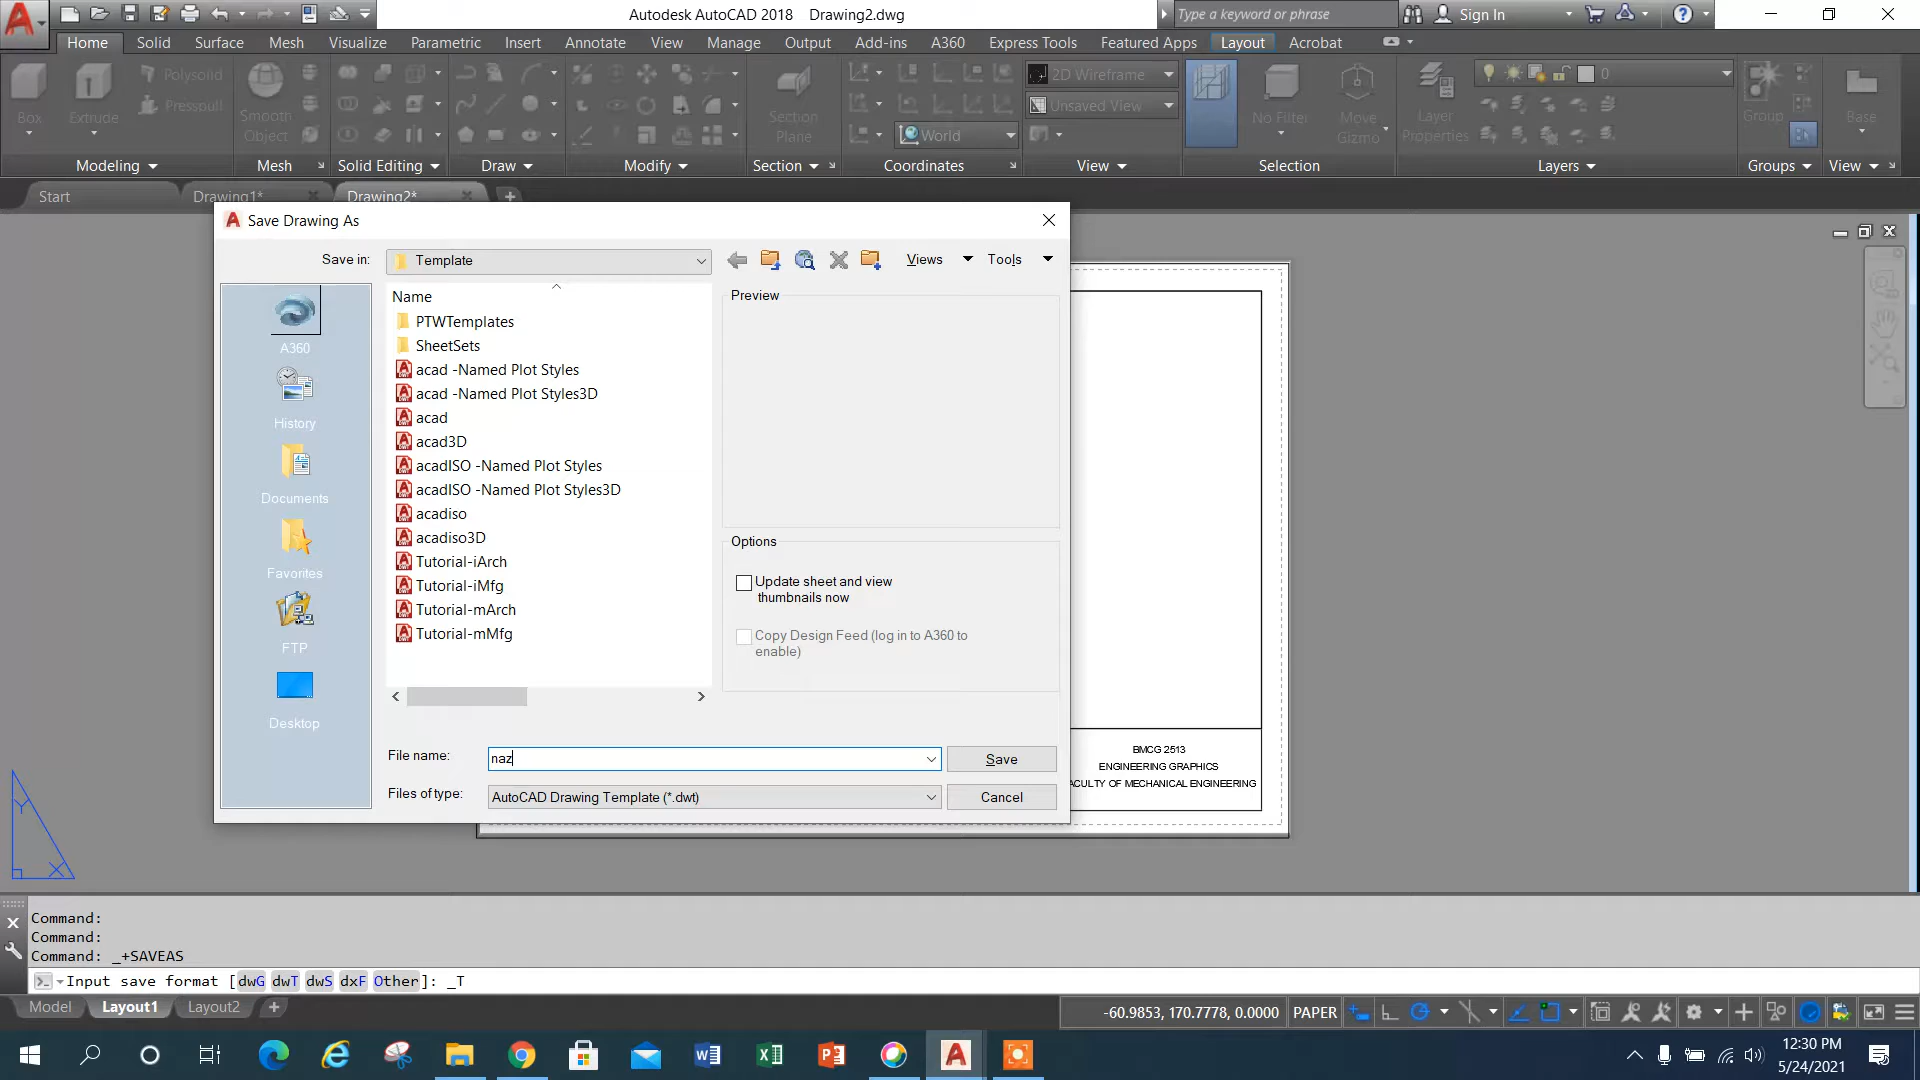 Autodesk AutoCAD 2018 Drawing2.dwg
Type a keyword or phrase
Sign In
Home Solid Surface Mesh Visualize Parametric Insert Annotate View Manage Output Add-ins A360 Express Tools Featured Apps Layout Acrobat
Box
Extrude
Polysolid
Presspull
Smooth
Object
Section
Plane
World
2D Wireframe
Unsaved View
No Filter
Move
Gizmo
Layer
Properties
0
Group
Base
Modeling Mesh Solid Editing Draw Modify Section Coordinates View Selection Layers Groups View
Start Drawing1* Drawing2*
Save Drawing As
Save in: Template Views Tools
A360
History
Documents
Favorites
FTP
Desktop
Name
PTWTemplates
SheetSets
acad -Named Plot Styles
acad -Named Plot Styles3D
acad
acad3D
acadISO -Named Plot Styles
acadISO -Named Plot Styles3D
acadiso
acadiso3D
Tutorial-iArch
Tutorial-iMfg
Tutorial-mArch
Tutorial-mMfg
Preview
Options
Update sheet and view
thumbnails now
Copy Design Feed (log in to A360 to
enable)
File name: naz Save
Files of type: AutoCAD Drawing Template (*.dwt) Cancel
BMCG 2513
ENGINEERING GRAPHICS
ACULTY OF MECHANICAL ENGINEERING
Y
X
Command:
Command:
Command: _+SAVEAS
Input save format [dwG dwT dwS dxF Other]: _T
Model Layout1 Layout2 +
-60.9853, 170.7778, 0.0000 PAPER
12:30 PM
5/24/2021